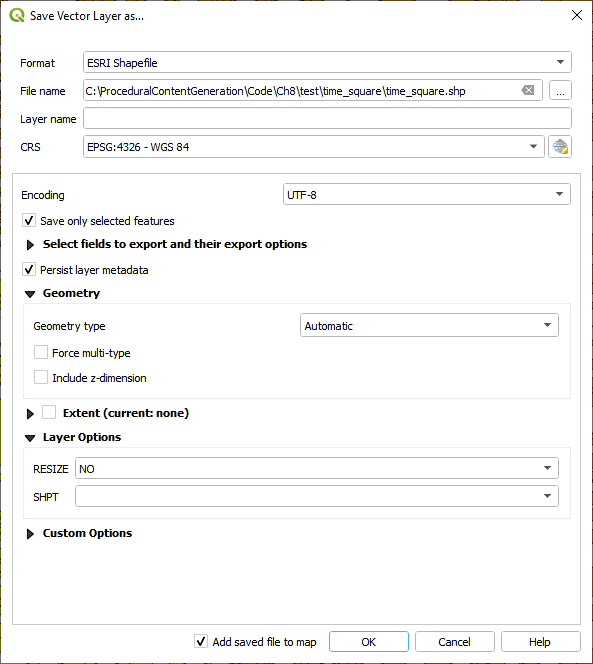 Save Vector Layer as...
Format ESRI Shapefile
File name C:\ProceduralContentGeneration\Code\Ch8\test\time_square\time_square.shp ...
Layer name
CRS EPSG:4326 - WGS 84
Encoding UTF-8
Save only selected features
Select fields to export and their export options
Persist layer metadata
Geometry
Geometry type Automatic
Force multi-type
Include z-dimension
Extent (current: none)
Layer Options
RESIZE NO
SHPT
Custom Options
Add saved file to map OK Cancel Help